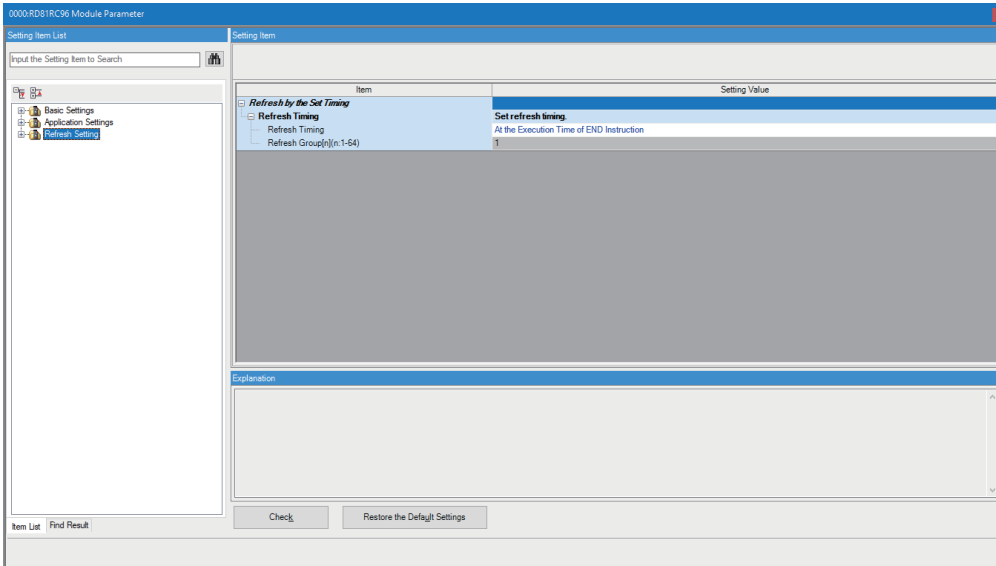 0000:RD81RC96 Module Parameter
Setting Item List
Input the Setting Item to Search
Basic Settings
Application Settings
Refresh Setting
Item List
Find Result
Setting Item
Item Setting Value
Refresh by the Set Timing
Refresh Timing Set refresh timing.
Refresh Timing At the Execution Time of END Instruction
Refresh Group[n](n:1-64) 1
Explanation
Check Restore the Default Settings